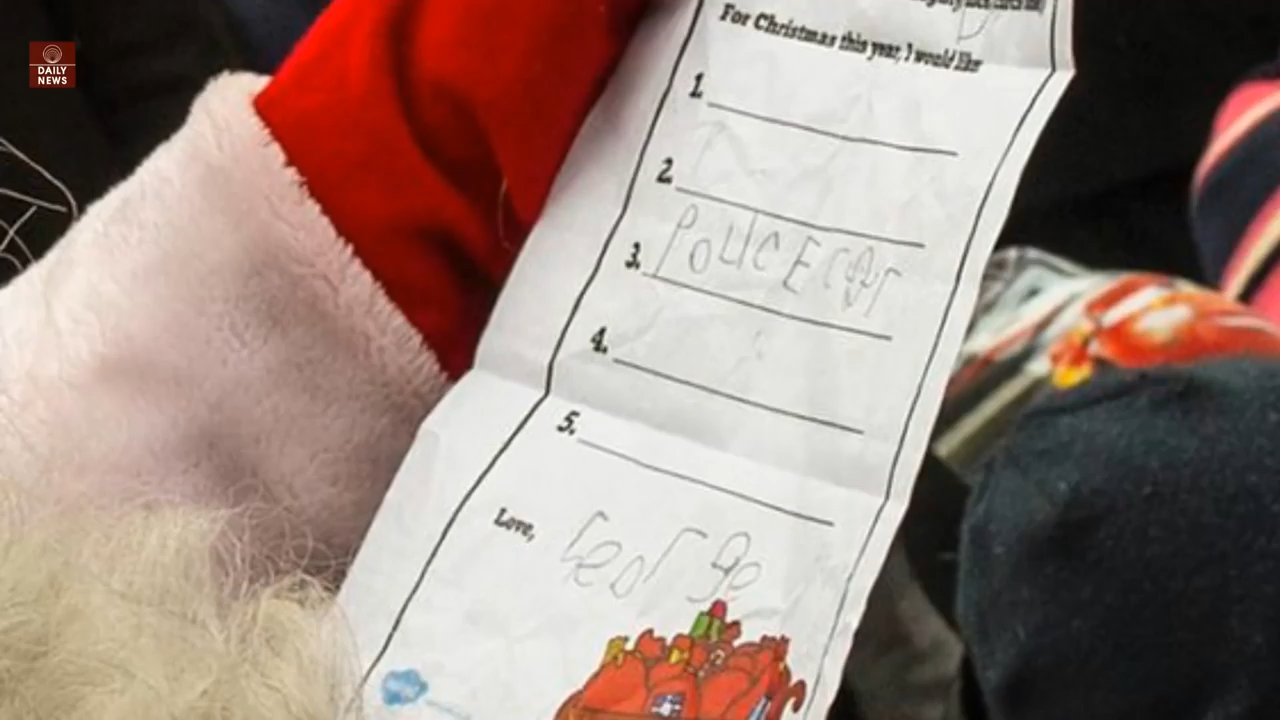 DAILY
NEWS
For Christmas this year, I would like
1.
2.
3. POLICE CAr
4.
5.
Love, George